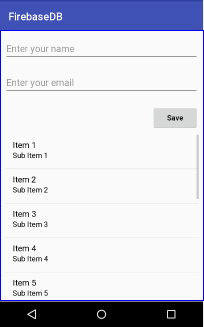 FirebaseDB
Enter your name
Enter your email
Save
Item 1
Sub Item 1
Item 2
Sub Item 2
Item 3
Sub Item 3
Item 4
Sub Item 4
Item 5
Sub Item 5